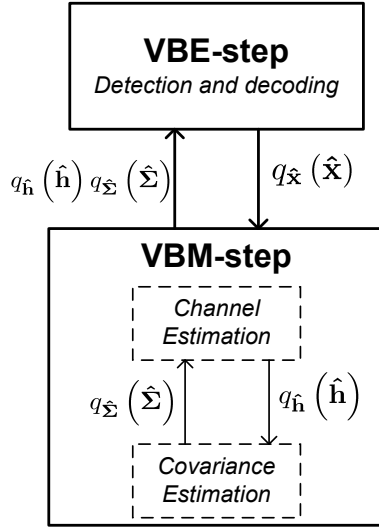 VBE-step
Detection and decoding
q_ĥ (ĥ) q_Σ̂ (Σ̂) q_x̂ (x̂)
VBM-step
Channel
Estimation
q_Σ̂ (Σ̂) q_ĥ (ĥ)
Covariance
Estimation